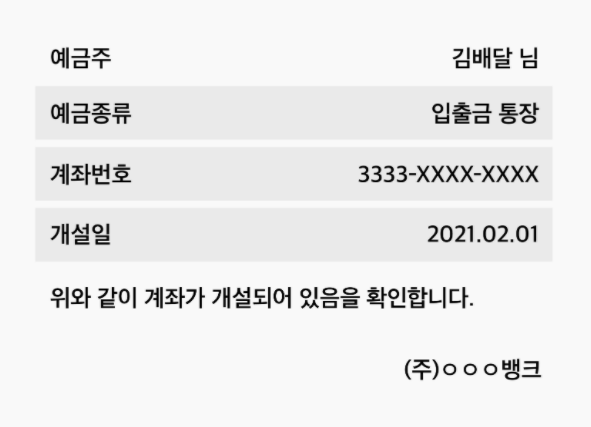 예금주 김배달 님
예금종류 입출금 통장
계좌번호 3333-XXXX-XXXX
개설일 2021.02.01
위와 같이 계좌가 개설되어 있음을 확인합니다.
(주)ㅇㅇㅇ뱅크